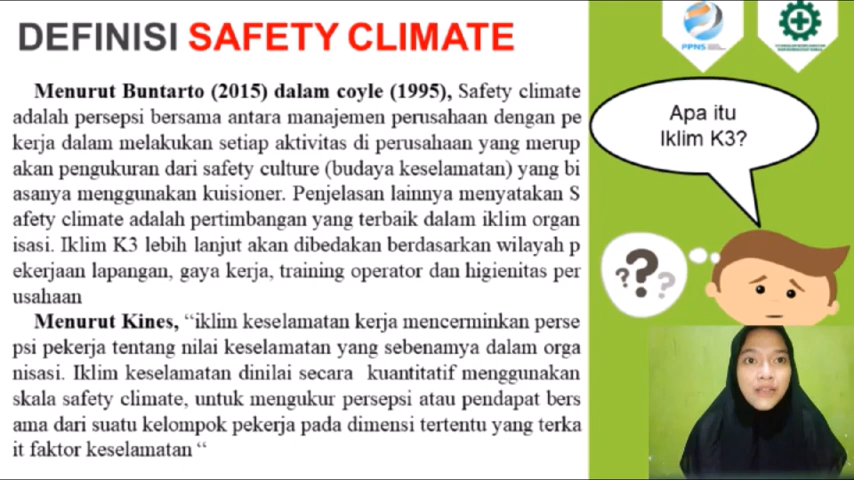 DEFINISI SAFETY CLIMATE
Menurut Buntarto (2015) dalam coyle (1995), Safety climate
adalah persepsi bersama antara manajemen perusahaan dengan pe
kerja dalam melakukan setiap aktivitas di perusahaan yang merup
akan pengukuran dari safety culture (budaya keselamatan) yang bi
asanya menggunakan kuisioner. Penjelasan lainnya menyatakan S
afety climate adalah pertimbangan yang terbaik dalam iklim organ
isasi. Iklim K3 lebih lanjut akan dibedakan berdasarkan wilayah p
ekerjaan lapangan, gaya kerja, training operator dan higienitas per
usahaan
Menurut Kines, “iklim keselamatan kerja mencerminkan perse
psi pekerja tentang nilai keselamatan yang sebenamya dalam orga
nisasi. Iklim keselamatan dinilai secara kuantitatif menggunakan
skala safety climate, untuk mengukur persepsi atau pendapat bers
ama dari suatu kelompok pekerja pada dimensi tertentu yang terka
it faktor keselamatan “
PPNS
Apa itu
Iklim K3?
? ? ?